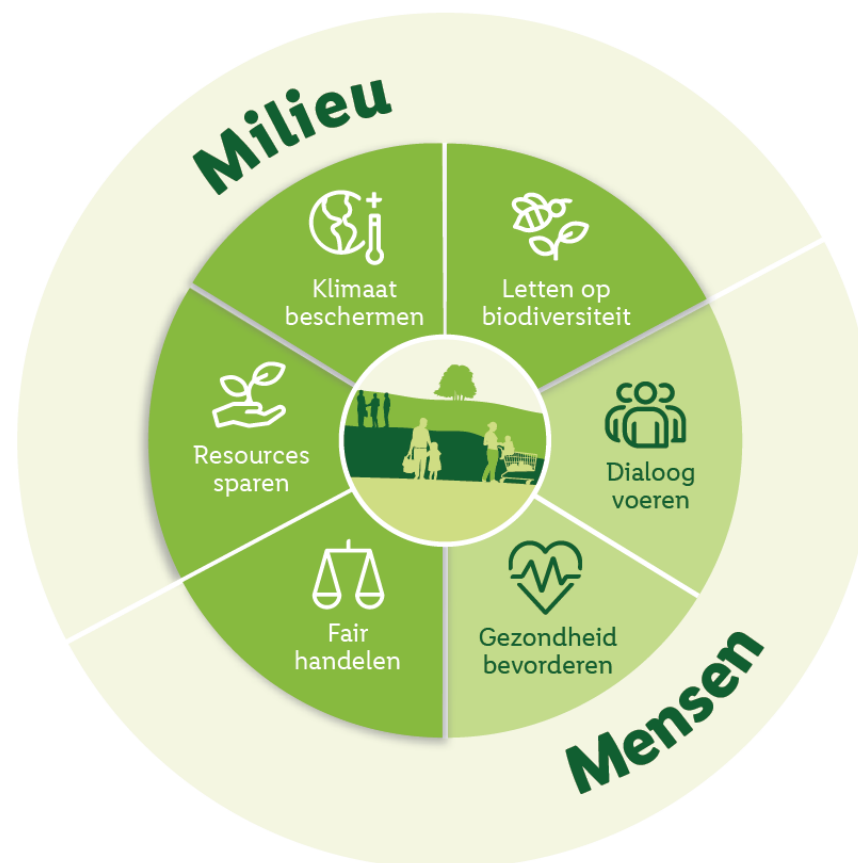 Milieu
Klimaat
beschermen
Letten op
biodiversiteit
Resources
sparen
Dialoog
voeren
Fair
handelen
Gezondheid
bevorderen
Mensen